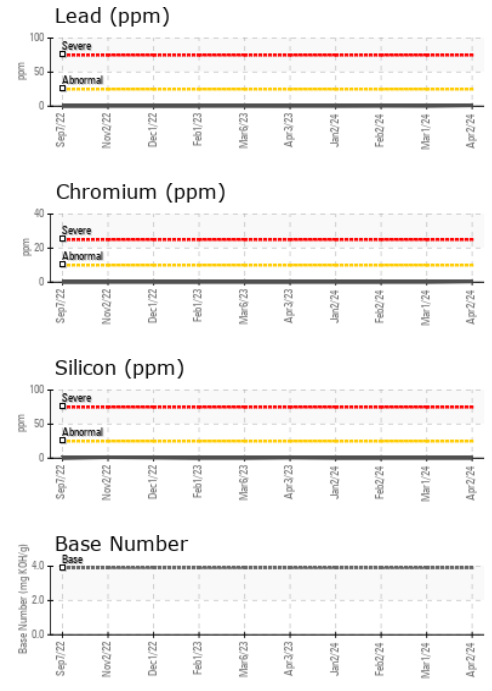 Lead (ppm)
100
Severe
50
Abnormal
0
ppm
Sep7/22
Nov2/22
Dec1/22
Feb1/23
Mar6/23
Apr3/23
Jan2/24
Feb2/24
Mar1/24
Apr2/24
Chromium (ppm)
40
Severe
20
Abnormal
0
ppm
Sep7/22
Nov2/22
Dec1/22
Feb1/23
Mar6/23
Apr3/23
Jan2/24
Feb2/24
Mar1/24
Apr2/24
Silicon (ppm)
100
Severe
50
Abnormal
0
ppm
Sep7/22
Nov2/22
Dec1/22
Feb1/23
Mar6/23
Apr3/23
Jan2/24
Feb2/24
Mar1/24
Apr2/24
Base Number
Base
4.0
2.0
0.0
Base Number (mg KOH/g)
Sep7/22
Nov2/22
Dec1/22
Feb1/23
Mar6/23
Apr3/23
Jan2/24
Feb2/24
Mar1/24
Apr2/24